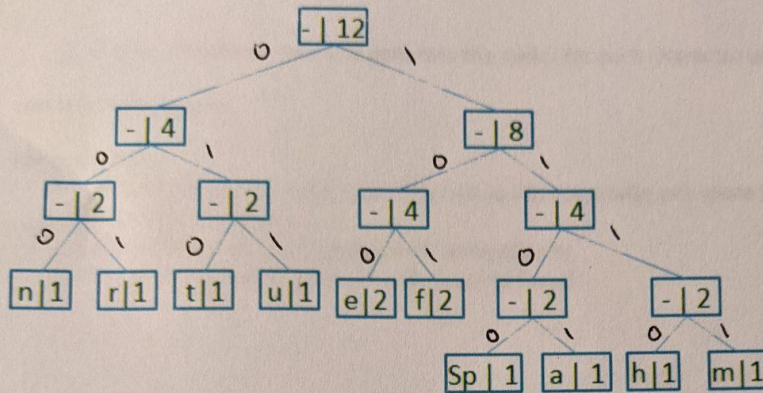 - | 12
0 1
- | 4 - | 8
0 1 0 1
- | 2 - | 2 - | 4 - | 4
0 1 0 1 0 1 0 1
n|1 r|1 t|1 u|1 e|2 f|2 - | 2 - | 2
0 1 0 1
Sp | 1 a | 1 h|1 m|1